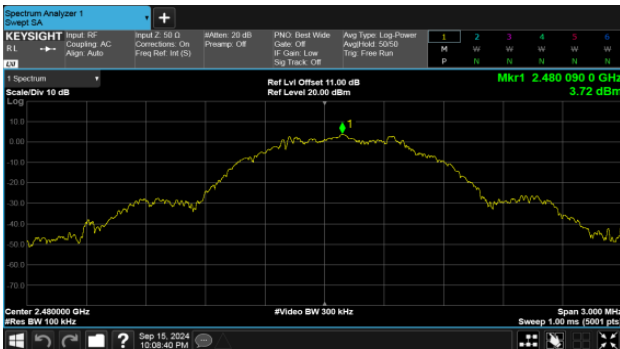 Spectrum Analyzer 1
Swept SA
+
KEYSIGHT
RL
LXI
Input: RF
Coupling: AC
Align: Auto
Input Z: 50 Ω
Corrections: On
Freq Ref: Int (S)
#Atten: 20 dB
Preamp: Off
PNO: Best Wide
Gate: Off
IF Gain: Low
Sig Track: Off
Avg Type: Log-Power
Avg|Hold: 50/50
Trig: Free Run
1 2 3 4 5 6
M W W W W W
P N N N N N
1 Spectrum
Scale/Div 10 dB
Ref Lvl Offset 11.00 dB
Ref Level 20.00 dBm
Mkr1 2.480 090 0 GHz
3.72 dBm
Log
1
10.0
0.00
-10.0
-20.0
-30.0
-40.0
-50.0
-60.0
-70.0
Center 2.480000 GHz
#Res BW 100 kHz
#Video BW 300 kHz
Span 3.000 MHz
Sweep 1.00 ms (5001 pts)
?
Sep 15, 2024
10:08:40 PM